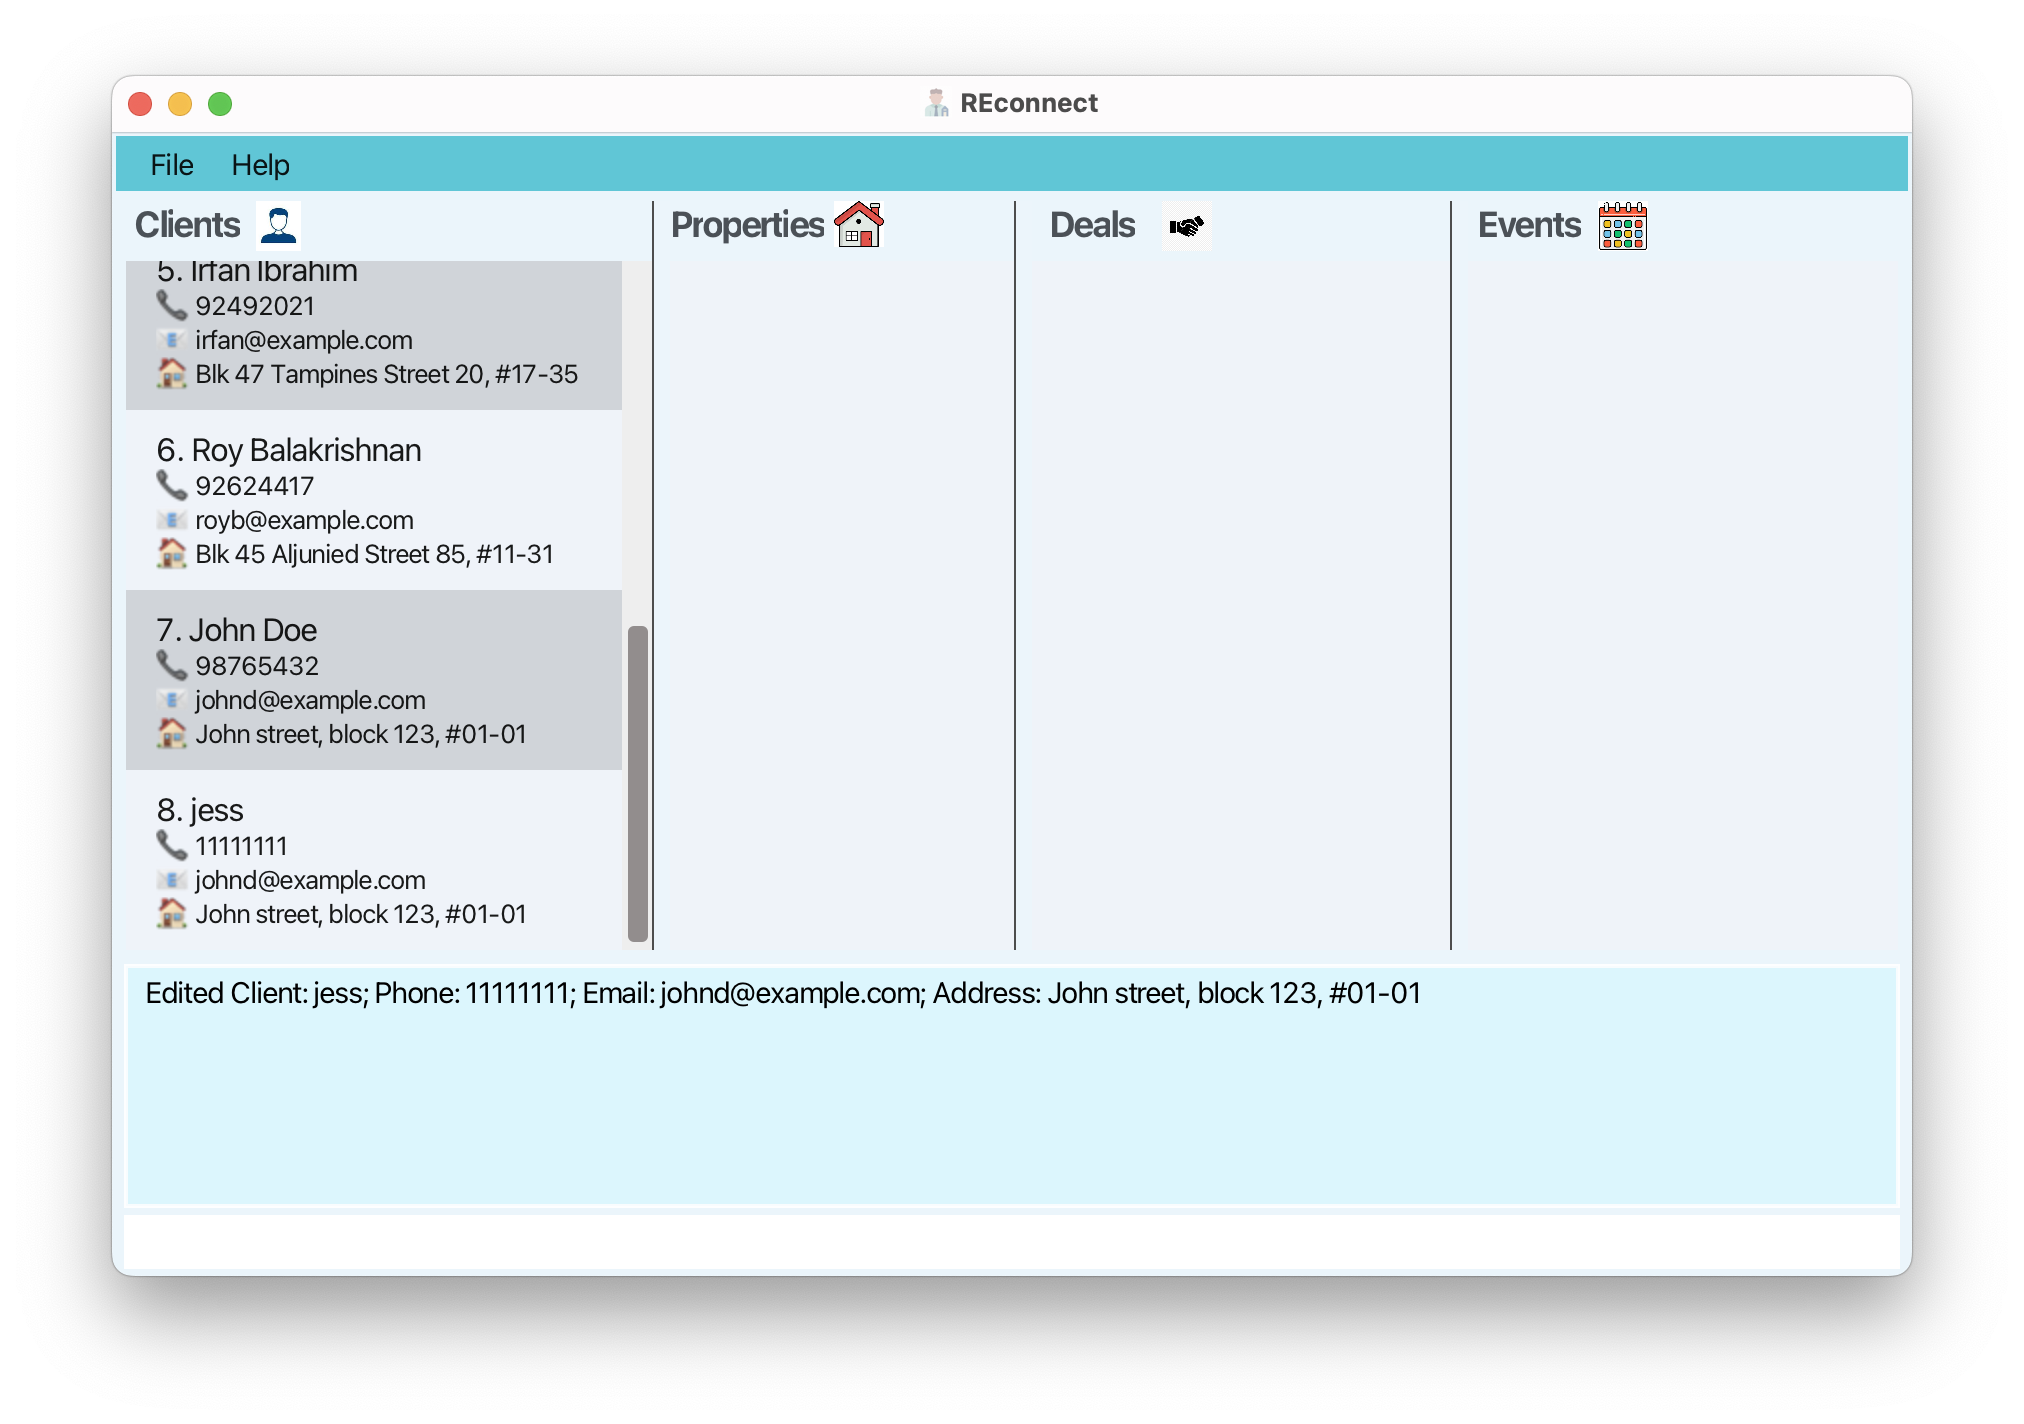 REconnect
File Help
Clients Properties Deals Events
5. Irfan Ibrahim
92492021
irfan@example.com
Blk 47 Tampines Street 20, #17-35
6. Roy Balakrishnan
92624417
royb@example.com
Blk 45 Aljunied Street 85, #11-31
7. John Doe
98765432
johnd@example.com
John street, block 123, #01-01
8. jess
11111111
johnd@example.com
John street, block 123, #01-01
Edited Client: jess; Phone: 11111111; Email: johnd@example.com; Address: John street, block 123, #01-01